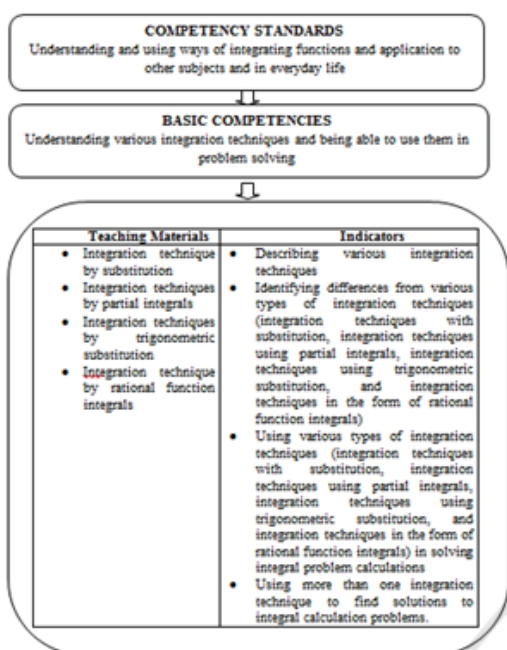 COMPETENCY STANDARDS
Understanding and using ways of integrating functions and application to
other subjects and in everyday life
BASIC COMPETENCIES
Understanding various integration techniques and being able to use them in
problem solving
Teaching Materials
• Integration technique
by substitution
• Integration techniques
by partial integrals
• Integration techniques
by trigonometric
substitution
• Integration technique
by rational function
integrals
Indicators
• Describing various integration
techniques
• Identifying differences from various
types of integration techniques
(integration techniques with
substitution, integration techniques
using partial integrals, integration
techniques using trigonometric
substitution, and integration
techniques in the form of rational
function integrals)
• Using various types of integration
techniques (integration techniques
with substitution, integration
techniques using partial integrals,
integration techniques using
trigonometric substitution, and
integration techniques in the form of
rational function integrals) in solving
integral problem calculations
• Using more than one integration
technique to find solutions to
integral calculation problems.